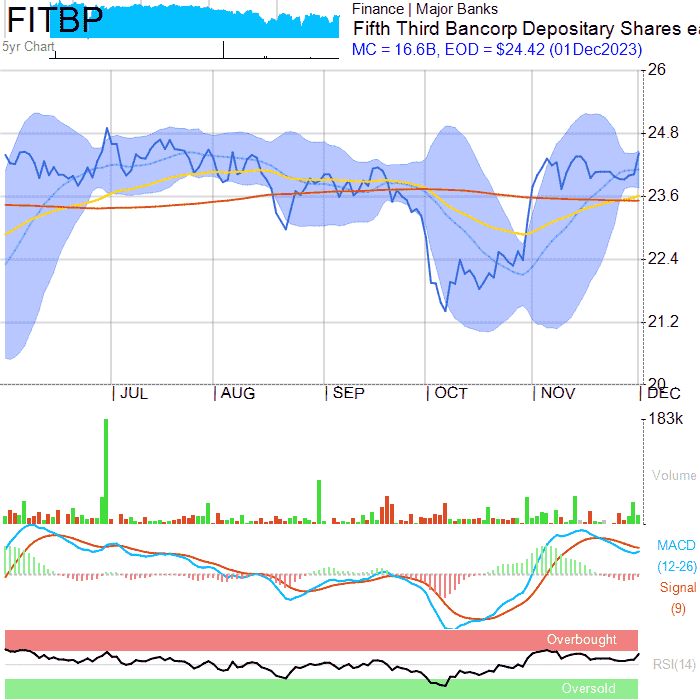 FITBP
5yr Chart
Finance | Major Banks
Fifth Third Bancorp Depositary Shares ea
MC = 16.6B, EOD = $24.42 (01Dec2023)
26
24.8
23.6
22.4
21.2
20
JUL AUG SEP OCT NOV DEC
183k
Volume
MACD
(12-26)
Signal
(9)
Overbought
RSI(14)
Oversold